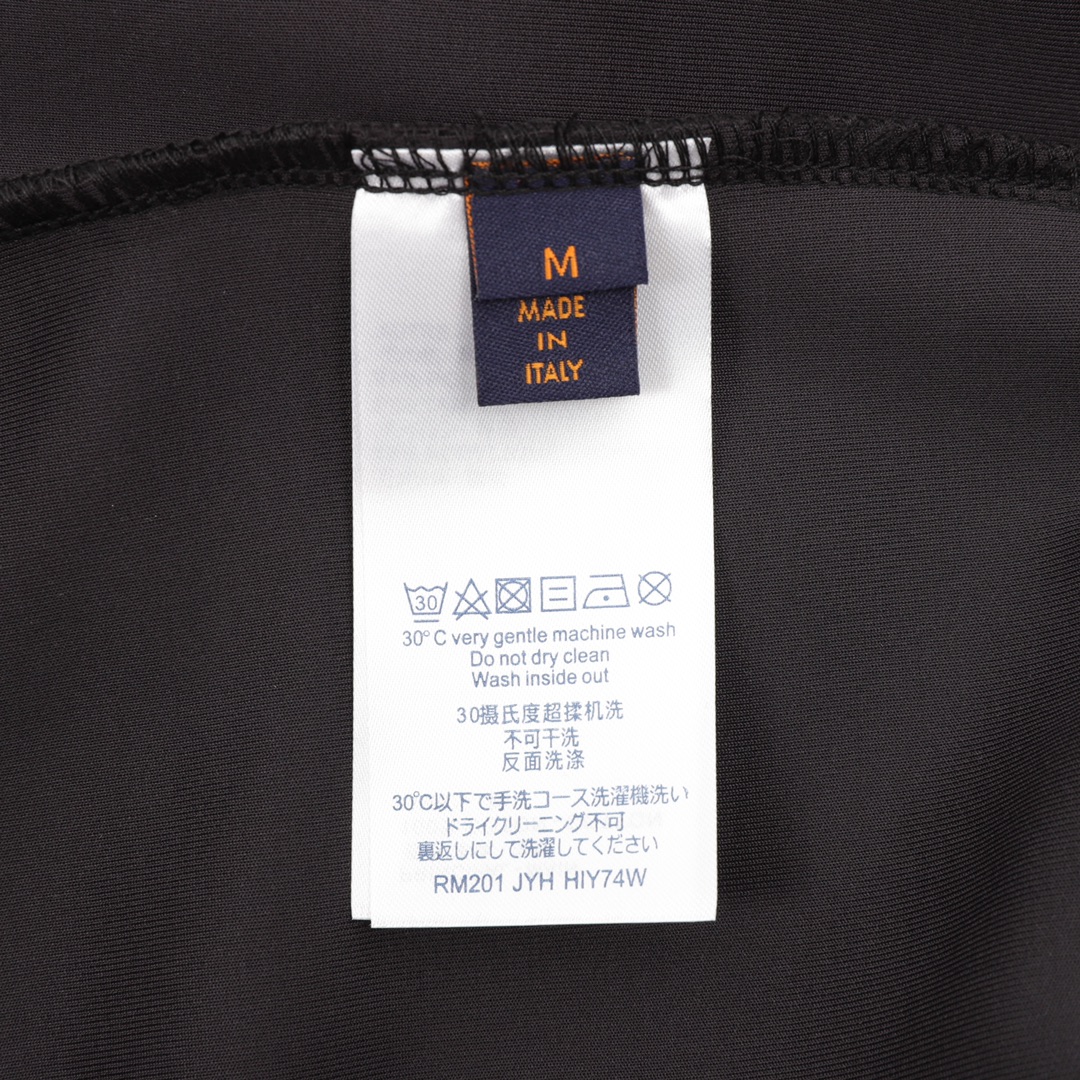 M
MADE
IN
ITALY
30
30°C very gentle machine wash
Do not dry clean
Wash inside out
30摄氏度超揉机洗
不可干洗
反面洗涤
30°C以下で手洗コース洗濯機洗い
ドライクリーニング不可
裏返しにして洗濯してください
RM201 JYH HIY74W